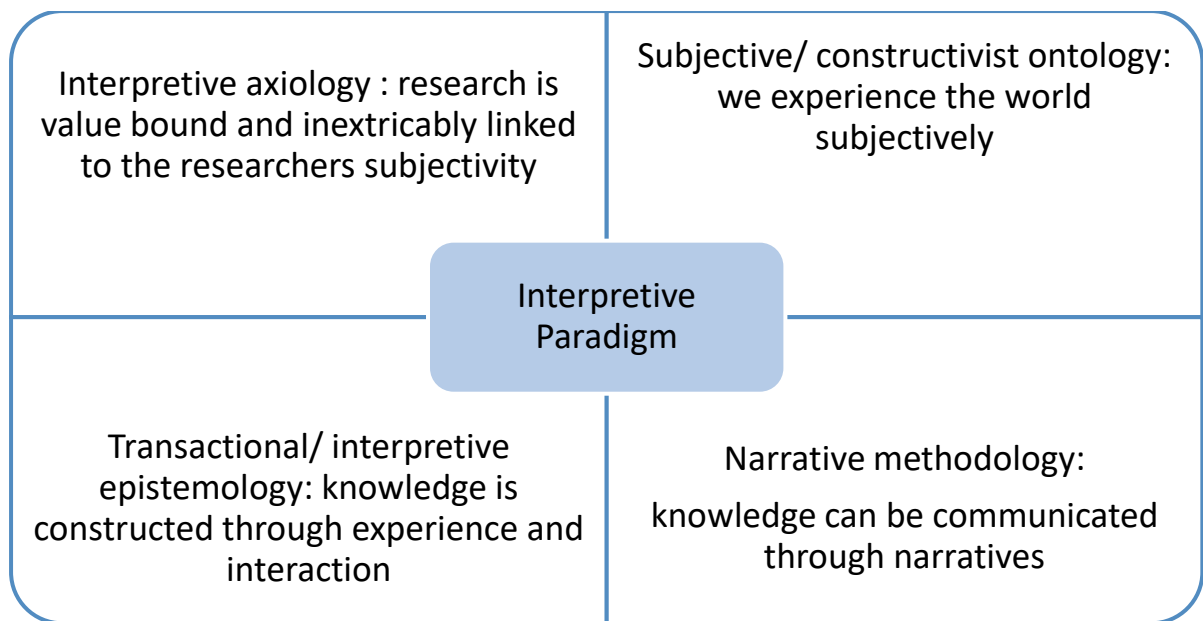 Interpretive axiology : research is
value bound and inextricably linked
to the researchers subjectivity
Subjective/ constructivist ontology:
we experience the world
subjectively
Interpretive
Paradigm
Transactional/ interpretive
epistemology: knowledge is
constructed through experience and
interaction
Narrative methodology:
knowledge can be communicated
through narratives